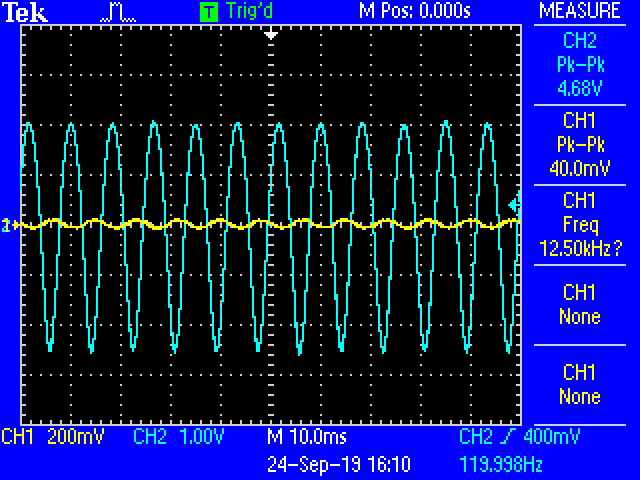 Tek T Trig'd M Pos: 0.000s MEASURE
CH2
Pk-Pk
4.68V
CH1
Pk-Pk
40.0mV
CH1
Freq
12.50kHz?
CH1
None
CH1
None
CH1 200mV CH2 1.00V M 10.0ms CH2 400mV
24-Sep-19 16:10 119.998Hz